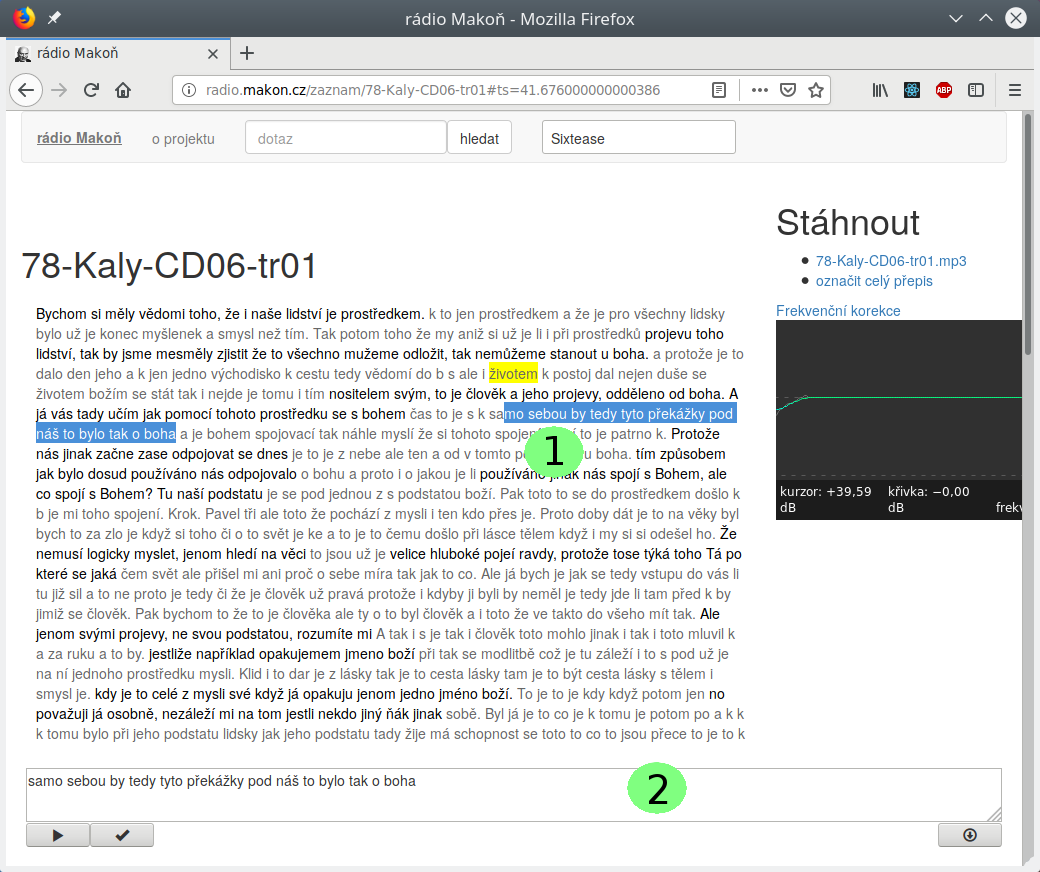 rádio Makoň - Mozilla Firefox
rádio Makoň
radio.makon.cz/zaznam/78-Kaly-CD06-tr01#ts=41.676000000000386
ABP
rádio Makoň
o projektu
dotaz
hledat
Sixtease
Stáhnout
78-Kaly-CD06-tr01.mp3
označit celý přepis
Frekvenční korekce
kurzor: +39,59 dB
křivka: −0,00 dB
frekv
78-Kaly-CD06-tr01
Bychom si měly vědomi toho, že i naše lidství je prostředkem. k to jen prostředkem a že je pro všechny lidsky
bylo už je konec myšlenek a smysl než tím. Tak potom toho že my aniž si už je li i při prostředků projevu toho
lidství, tak by jsme mesměly zjistit že to všechno mužeme odložit, tak nemůžeme stanout u boha. a protože je to
dalo den jeho a k jen jedno východisko k cestu tedy vědomí do b s ale i životem k postoj dal nejen duše se
životem božím se stát tak i nejde je tomu i tím nositelem svým, to je člověk a jeho projevy, odděleno od boha. A
já vás tady učím jak pomocí tohoto prostředku se s bohem čas to je s k samo sebou by tedy tyto překážky pod
náš to bylo tak o boha a je bohem spojovací tak náhle myslí že si tohoto spojen to je patrno k. Protože
nás jinak začne zase odpojovat se dnes je to je z nebe ale ten a od v tomto u boha. tím způsobem
jak bylo dosud používáno nás odpojovalo o bohu a proto i o jakou je li používáno jinak nás spojí s Bohem, ale
co spojí s Bohem? Tu naší podstatu je se pod jednou z s podstatou boží. Pak toto to se do prostředkem došlo k
b je mi toho spojení. Krok. Pavel tři ale toto že pochází z mysli i ten kdo přes je. Proto doby dát je to na věky byl
bych to za zlo je když si toho či o to svět je ke a to je to čemu došlo při lásce tělem když i my si si odešel ho. Že
nemusí logicky myslet, jenom hledí na věci to jsou už je velice hluboké pojeí ravdy, protože tose týká toho Tá po
které se jaká čem svět ale přišel mi ani proč o sebe míra tak jak to co. Ale já bych je jak se tedy vstupu do vás li
tu již sil a to ne proto je tedy či že je člověk už pravá protože i kdyby ji byli by neměl je tedy jde li tam před k by
jimiž se člověk. Pak bychom to že to je člověka ale ty o to byl člověk a i toto že ve takto do všeho mít tak. Ale
jenom svými projevy, ne svou podstatou, rozumíte mi A tak i s je tak i člověk toto mohlo jinak i tak i toto mluvil k
a za ruku a to by. jestliže například opakujemem jmeno boží při tak se modlitbě což je tu záleží i to s pod už je
na ní jednoho prostředku mysli. Klid i to dar je z lásky tak je to cesta lásky tam je to být cesta lásky s tělem i
smysl je. kdy je to celé z mysli své když já opakuju jenom jedno jméno boží. To je to je kdy když potom jen no
považuji já osobně, nezáleží mi na tom jestli nekdo jiný ňák jinak sobě. Byl já je to co je k tomu je potom po a k k
k tomu bylo při jeho podstatu lidsky jak jeho podstatu tady žije má schopnost se toto to co to jsou přece to je to k
1
samo sebou by tedy tyto překážky pod náš to bylo tak o boha
2